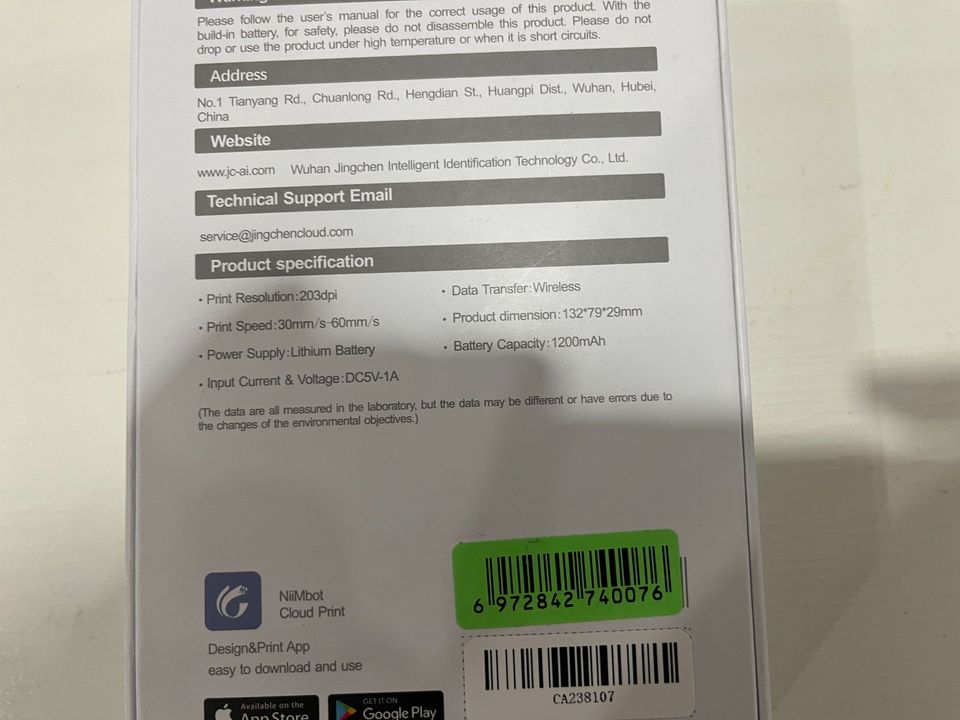 Warning
Please follow the user's manual for the correct usage of this product. With the
build-in battery, for safety, please do not disassemble this product. Please do not
drop or use the product under high temperature or when it is short circuits.
Address
No.1 Tianyang Rd., Chuanlong Rd., Hengdian St., Huangpi Dist., Wuhan, Hubei,
China
Website
www.jc-ai.com Wuhan Jingchen Intelligent Identification Technology Co., Ltd.
Technical Support Email
service@jingchencloud.com
Product specification
• Print Resolution:203dpi
• Print Speed:30mm/s-60mm/s
• Power Supply:Lithium Battery
• Input Current & Voltage:DC5V-1A
• Data Transfer:Wireless
• Product dimension:132*79*29mm
• Battery Capacity:1200mAh
(The data are all measured in the laboratory, but the data may be different or have errors due to
the changes of the environmental objectives.)
NiiMbot
Cloud Print
Design&Print App
easy to download and use
Available on the
App Store
GET IT ON
Google Play
6 972842 740076
CA238107